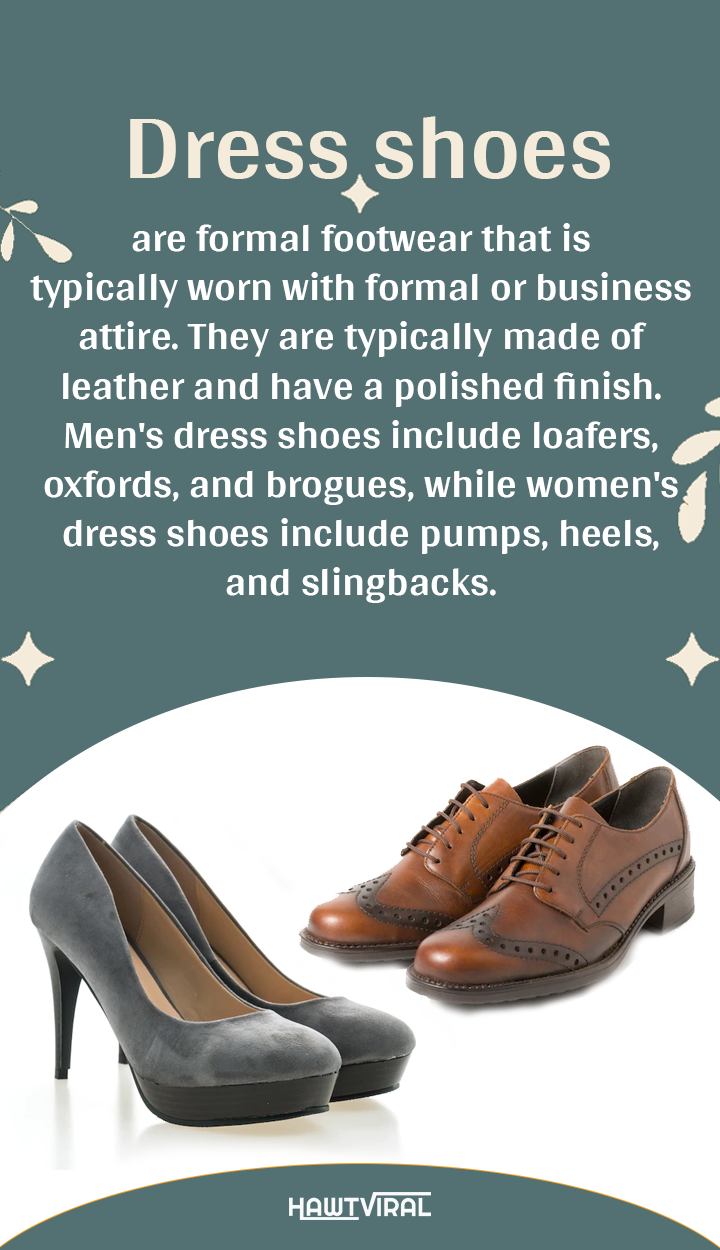 Dress shoes
are formal footwear that is
typically worn with formal or business
attire. They are typically made of
leather and have a polished finish.
Men's dress shoes include loafers,
oxfords, and brogues, while women's
dress shoes include pumps, heels,
and slingbacks.
HAWTVIRAL